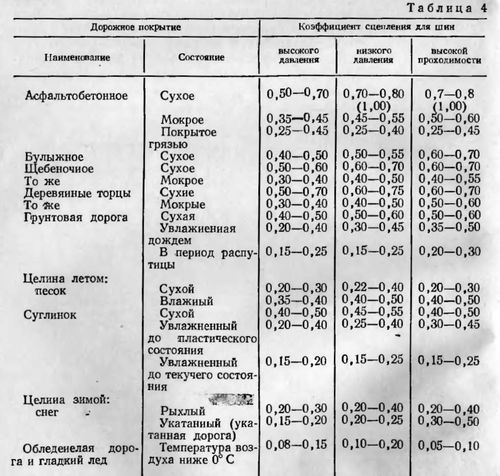 Таблица 4
Дорожное покрытие Коэффициент сцепления для шин
Наименование Состояние высокого давления низкого давления высокой проходимости
Асфальтобетонное Сухое 0,50—0,70 0,70—0,80 0,7—0,8
(1,00) (1,00)
Мокрое 0,35—0,45 0,45—0,55 0,50—0,60
Покрытое 0,25—0,45 0,25—0,40 0,25—0,45
грязью
Булыжное Сухое 0,40—0,50 0,50—0,55 0,60—0,70
Щебеночное Сухое 0,50—0,60 0,60—0,70 0,60—0,70
То же Мокрое 0,30—0,40 0,40—0,50 0,40—0,55
Деревянные торцы Сухие 0,50—0,70 0,60—0,75 0,60—0,70
То же Мокрые 0,30—0,40 0,40—0,50 0,50—0,60
Грунтовая дорога Сухая 0,40—0,50 0,50—0,60 0,50—0,60
Увлажненная 0,20—0,40 0,30—0,45 0,35—0,50
дождем
В период распу- 0,15—0,25 0,15—0,25 0,20—0,30
тицы
Целина летом:
песок Сухой 0,20—0,30 0,22—0,40 0,20—0,30
Влажный 0,35—0,40 0,40—0,50 0,40—0,50
Суглинок Сухой 0,40—0,50 0,45—0,55 0,40—0,50
Увлажненный 0,20—0,40 0,25—0,40 0,30—0,45
до пластического
состояния
Увлажненный 0,15—0,20 0,15—0,25 0,15—0,25
до текучего состоя-
ния
Целина зимой:
снег Рыхлый 0,20—0,30 0,20—0,40 0,20—0,40
Укатанный (ука- 0,15—0,20 0,20—0,25 0,30—0,50
танная дорога)
Обледенелая доро- Температура воз- 0,08—0,15 0,10—0,20 0,05—0,10
га и гладкий лед духа ниже 0° С